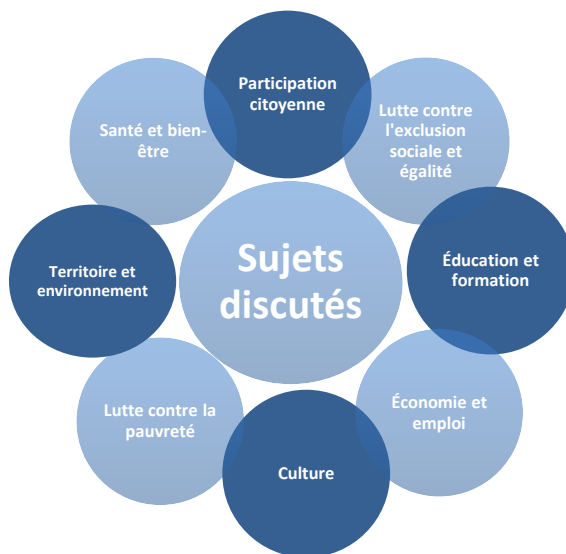 Participation
citoyenne
Lutte contre
l'exclusion
sociale et
égalité
Éducation et
formation
Économie et
emploi
Culture
Lutte contre la
pauvreté
Territoire et
environnement
Santé et bien-
être
Sujets
discutés